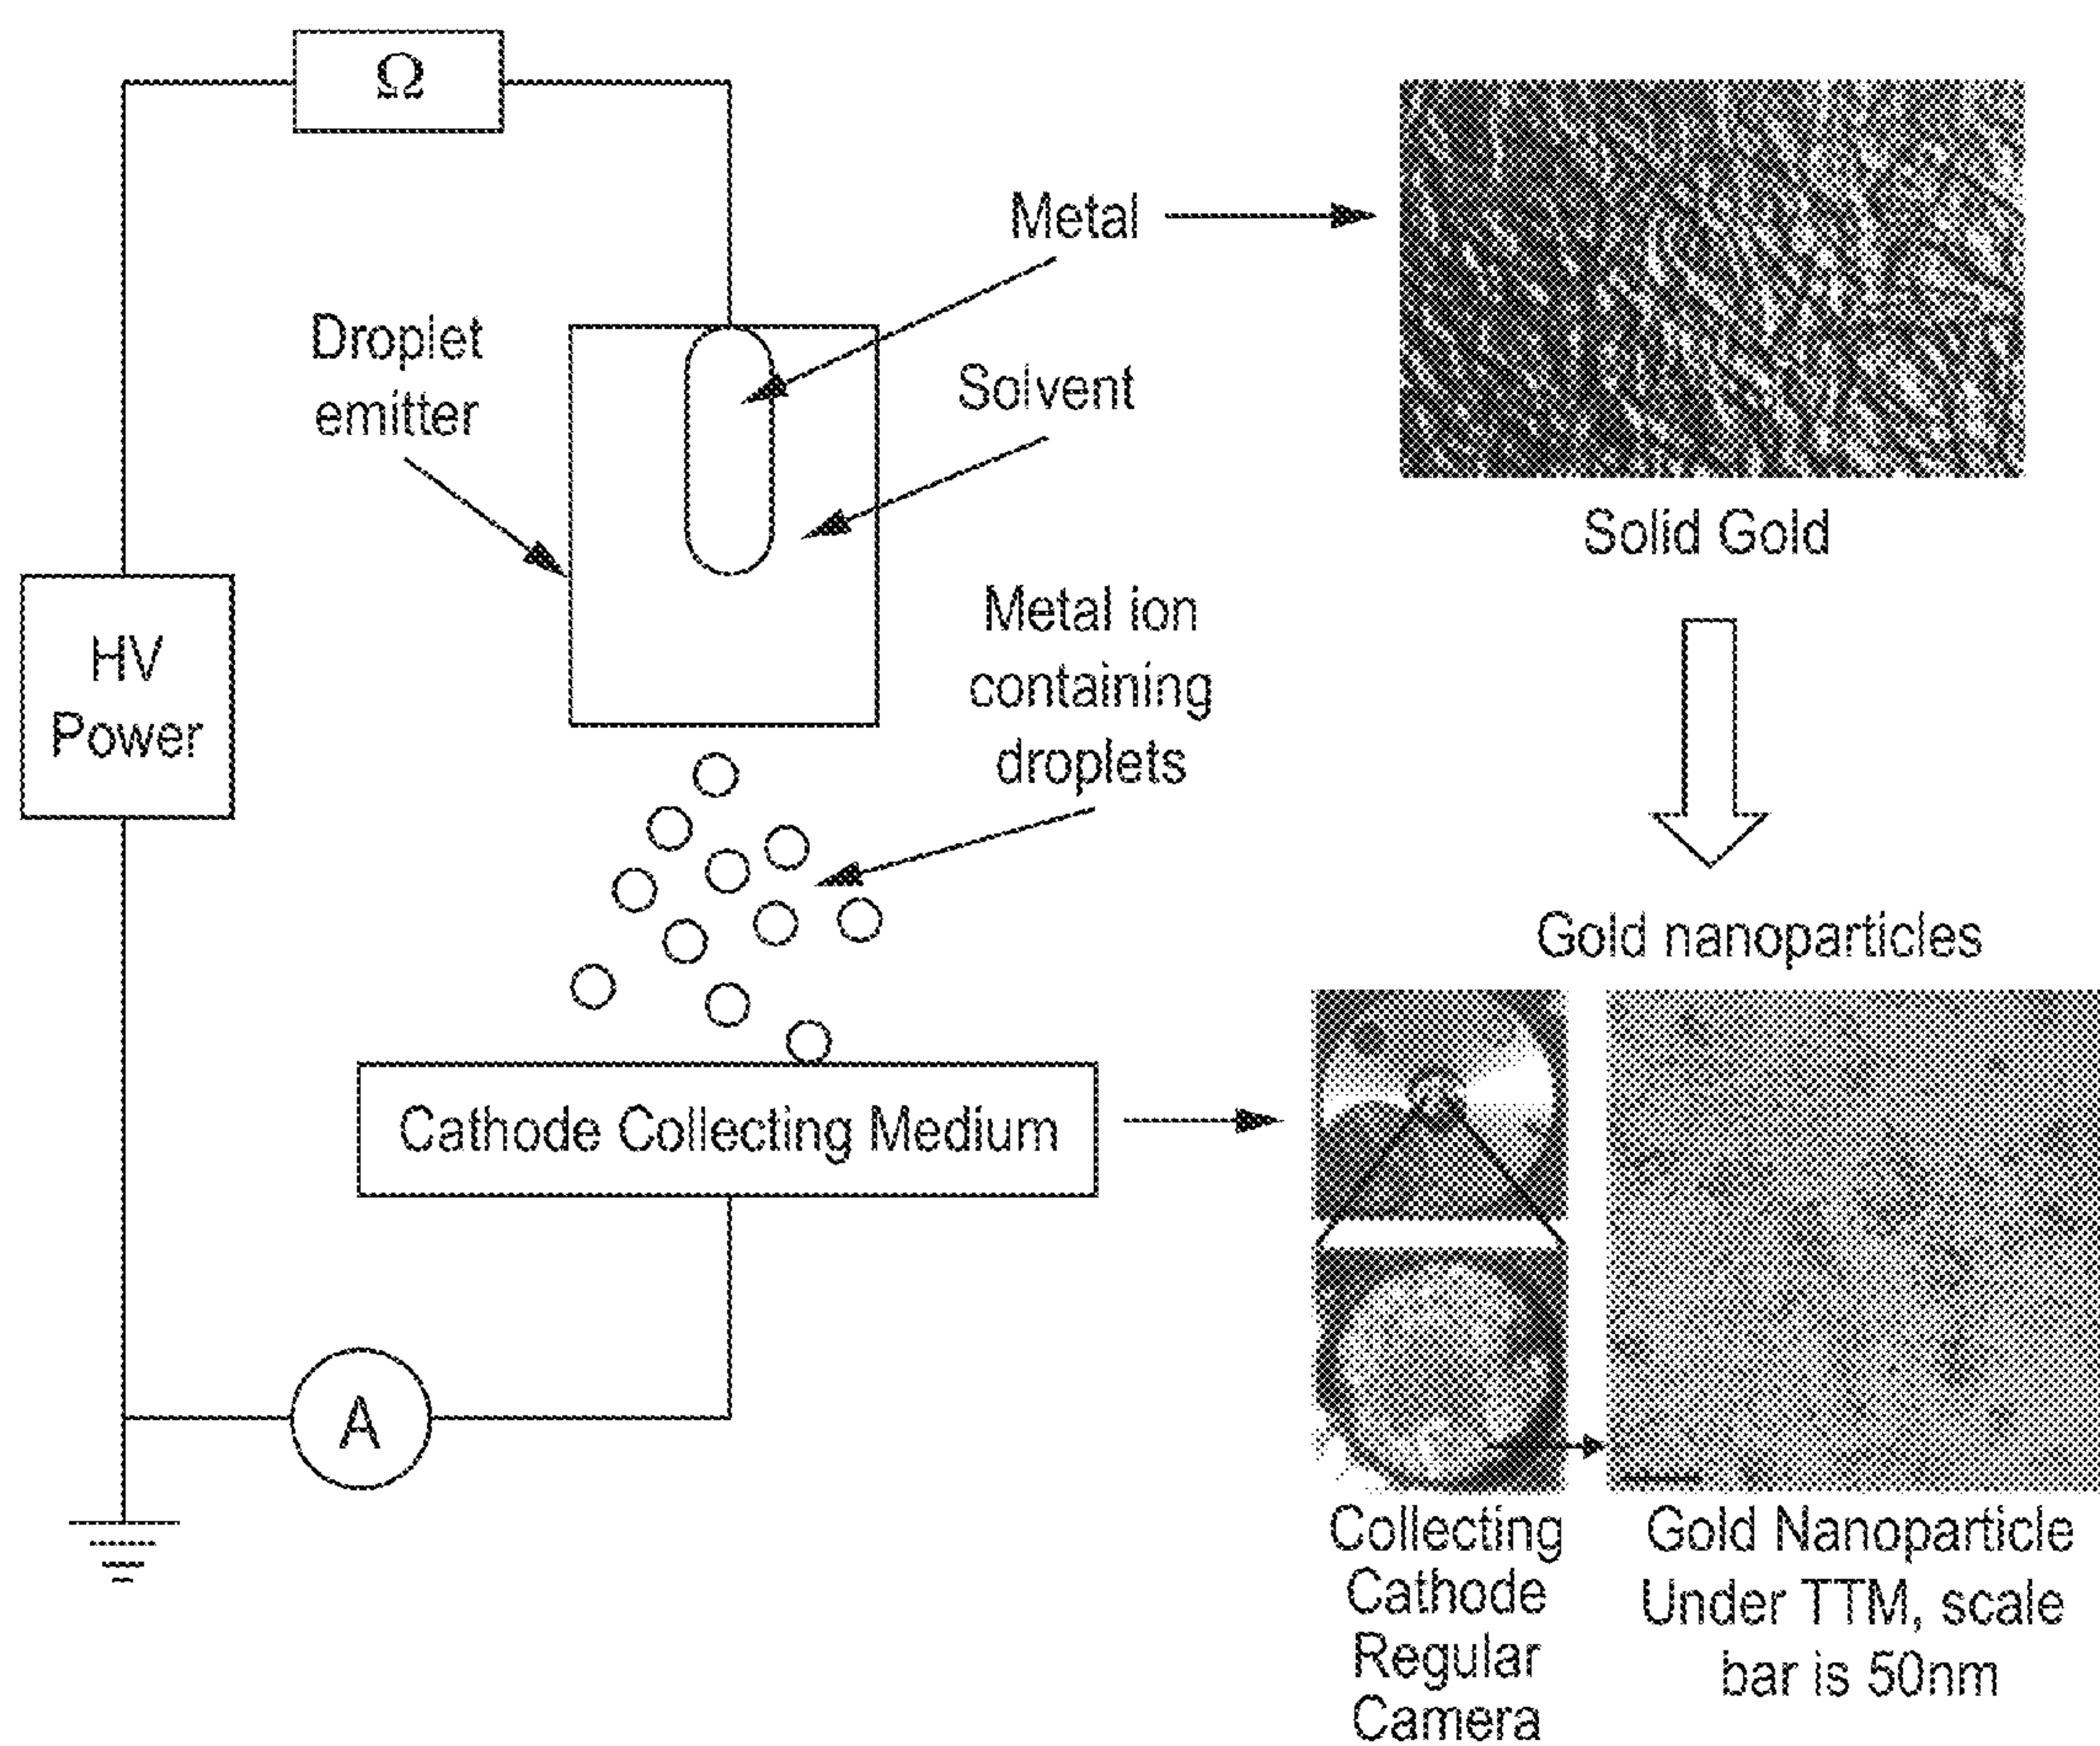 Ω
Metal
Droplet
emitter
Solvent
Solid Gold
HV
Power
Metal ion
containing
droplets
Gold nanoparticles
Cathode Collecting Medium
A
Collecting
Cathode
Regular
Camera
Gold Nanoparticle
Under TTM, scale
bar is 50nm